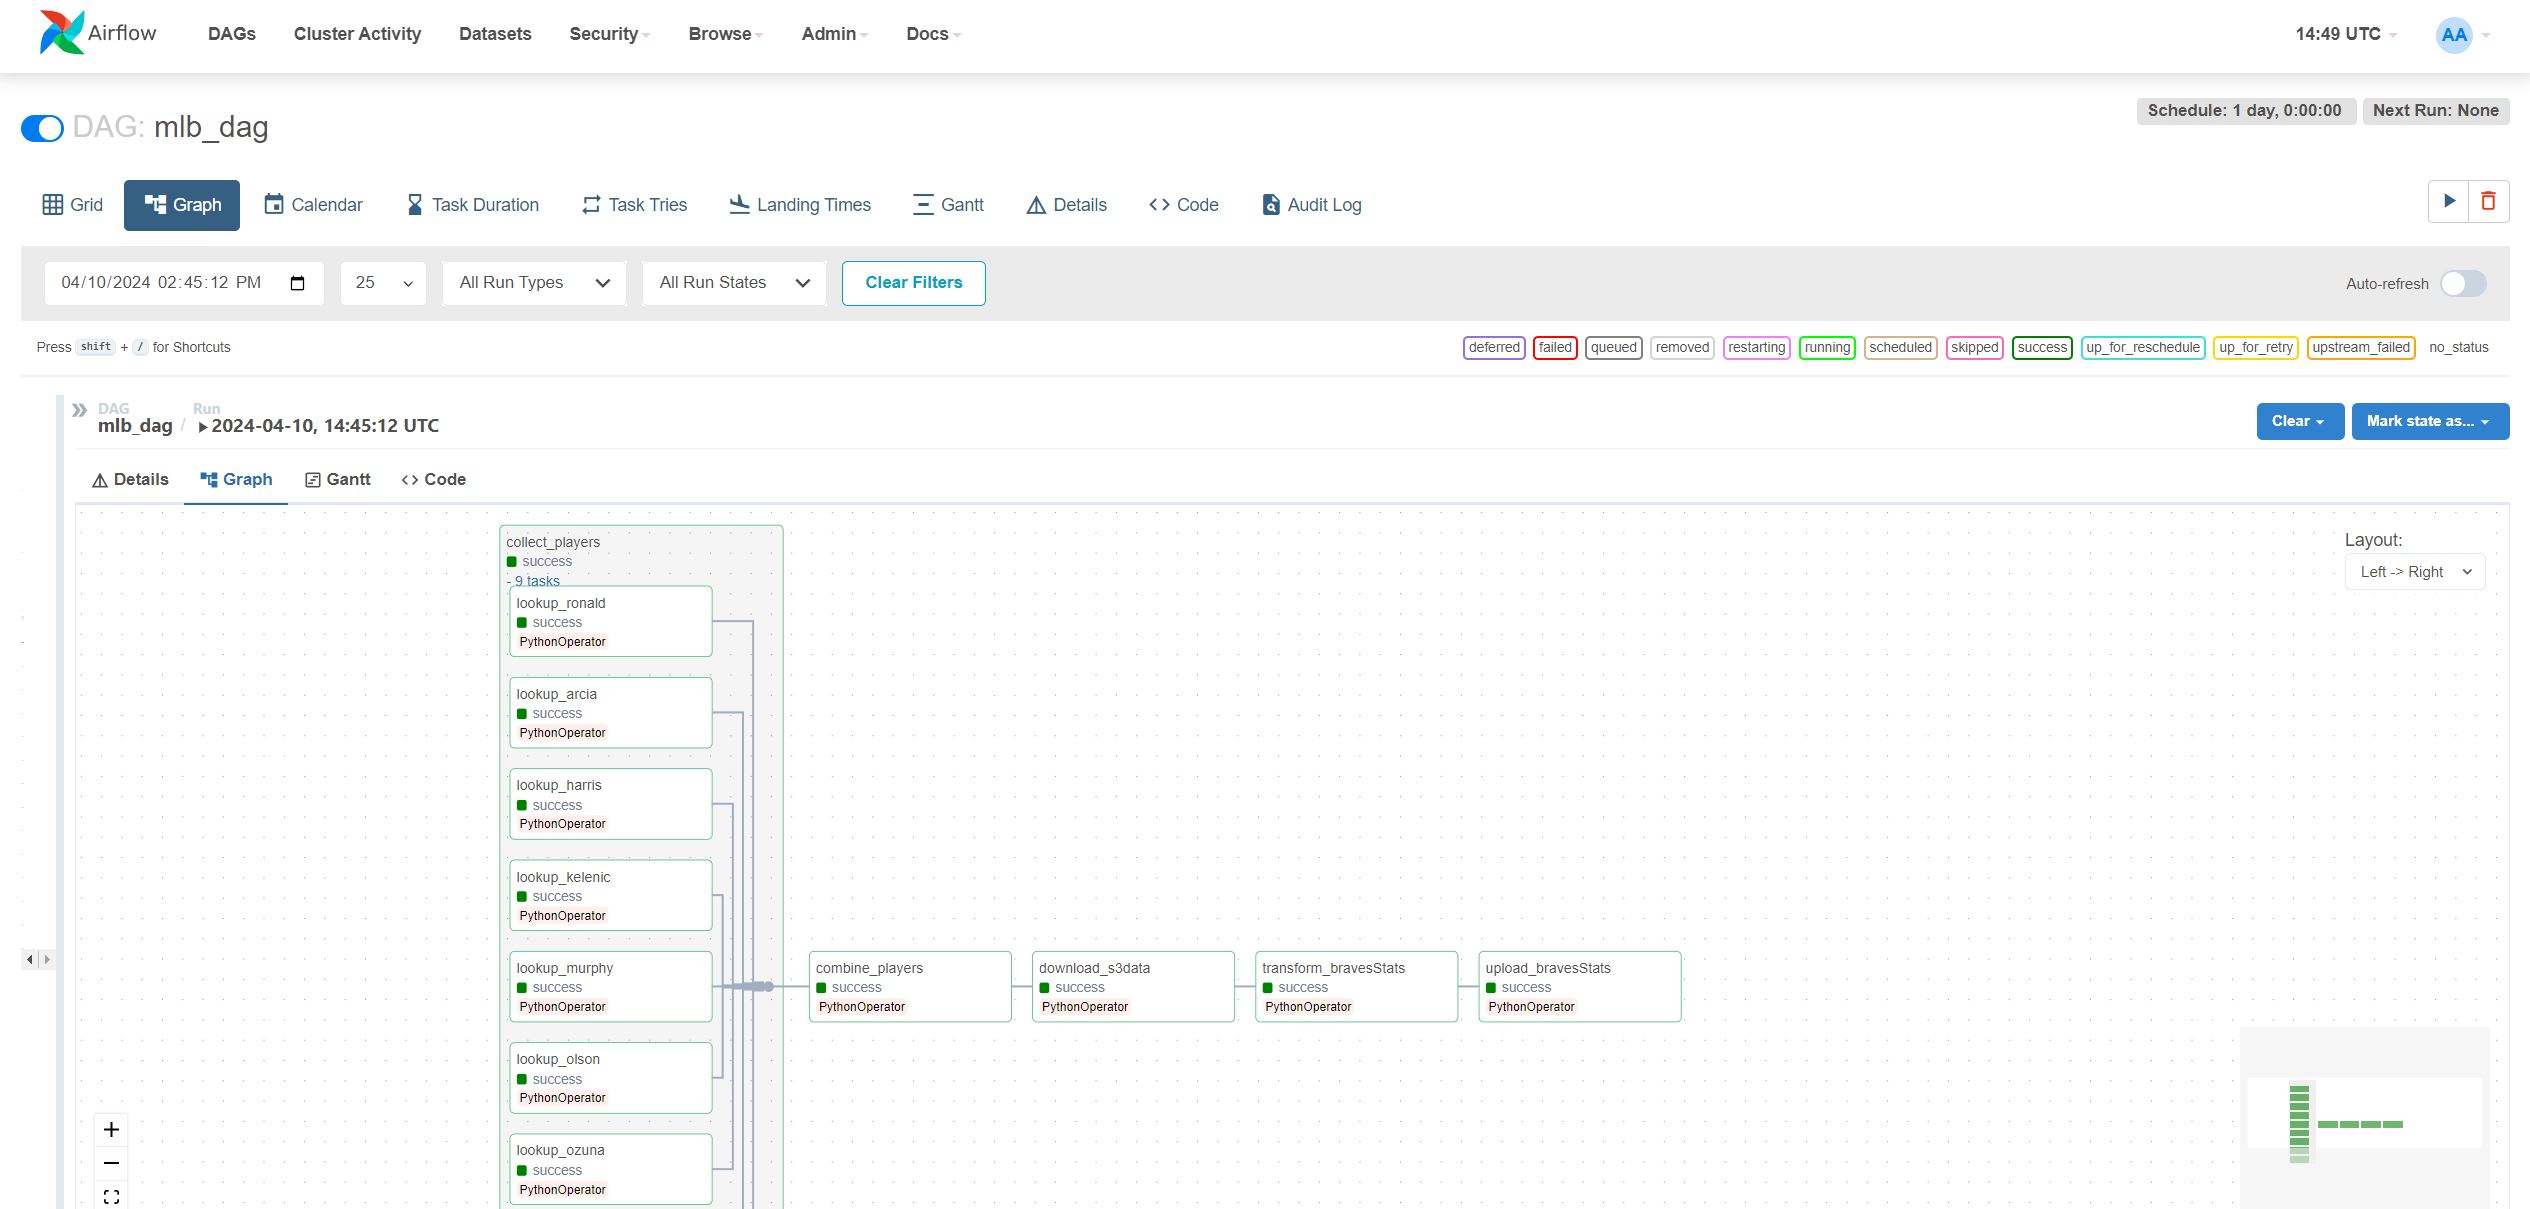 Airflow DAGs Cluster Activity Datasets Security Browse Admin Docs 14:49 UTC AA
Schedule: 1 day, 0:00:00 Next Run: None
DAG: mlb_dag
Grid Graph Calendar Task Duration Task Tries Landing Times Gantt Details Code Audit Log
04/10/2024 02:45:12 PM 25 All Run Types All Run States Clear Filters Auto-refresh
Press shift + / for Shortcuts deferred failed queued removed restarting running scheduled skipped success up_for_reschedule up_for_retry upstream_failed no_status
DAG Run
mlb_dag / 2024-04-10, 14:45:12 UTC Clear Mark state as...
Details Graph Gantt Code
Layout:
Left -> Right
collect_players
success
- 9 tasks
lookup_ronald
success
PythonOperator
lookup_arcia
success
PythonOperator
lookup_harris
success
PythonOperator
lookup_kelenic
success
PythonOperator
lookup_murphy
success
PythonOperator
lookup_olson
success
PythonOperator
lookup_ozuna
success
PythonOperator
combine_players
success
PythonOperator
download_s3data
success
PythonOperator
transform_bravesStats
success
PythonOperator
upload_bravesStats
success
PythonOperator